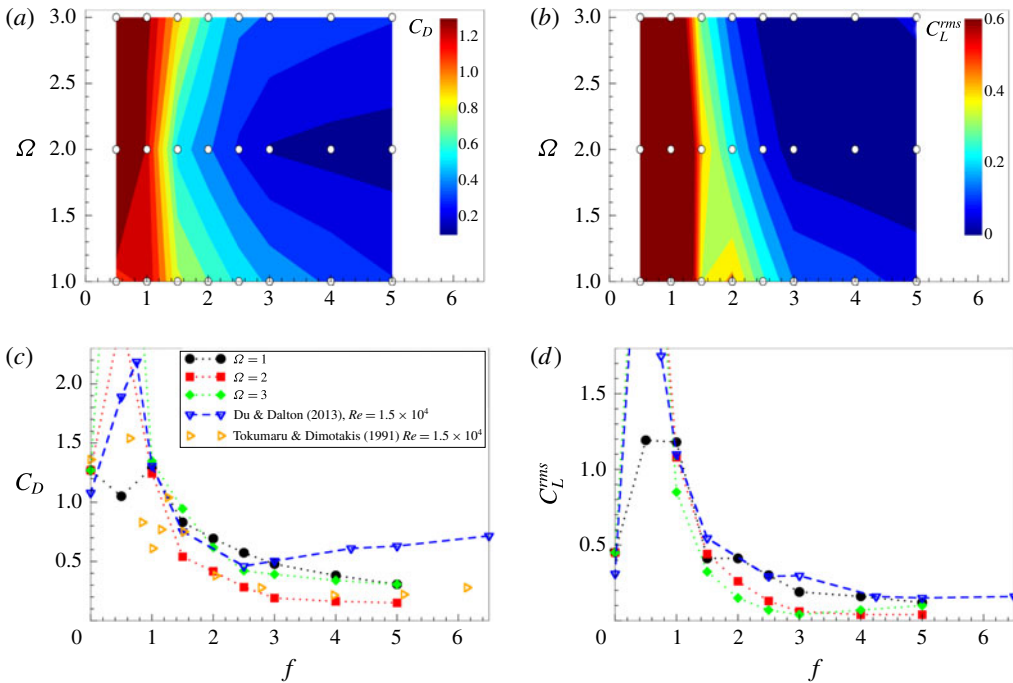 (a)
3.0
2.5
Ω 2.0
1.5
1.0
0 1 2 3 4 5 6
C_D
1.2
1.0
0.8
0.6
0.4
0.2
(b)
3.0
2.5
Ω 2.0
1.5
1.0
0 1 2 3 4 5 6
C_L^rms
0.6
0.4
0.2
0
(c)
2.0
1.5
C_D 1.0
0.5
0 1 2 3 4 5 6
f
Ω = 1
Ω = 2
Ω = 3
Du & Dalton (2013), Re = 1.5 × 10⁴
Tokumaru & Dimotakis (1991) Re = 1.5 × 10⁴
(d)
1.5
C_L^rms 1.0
0.5
0 1 2 3 4 5 6
f